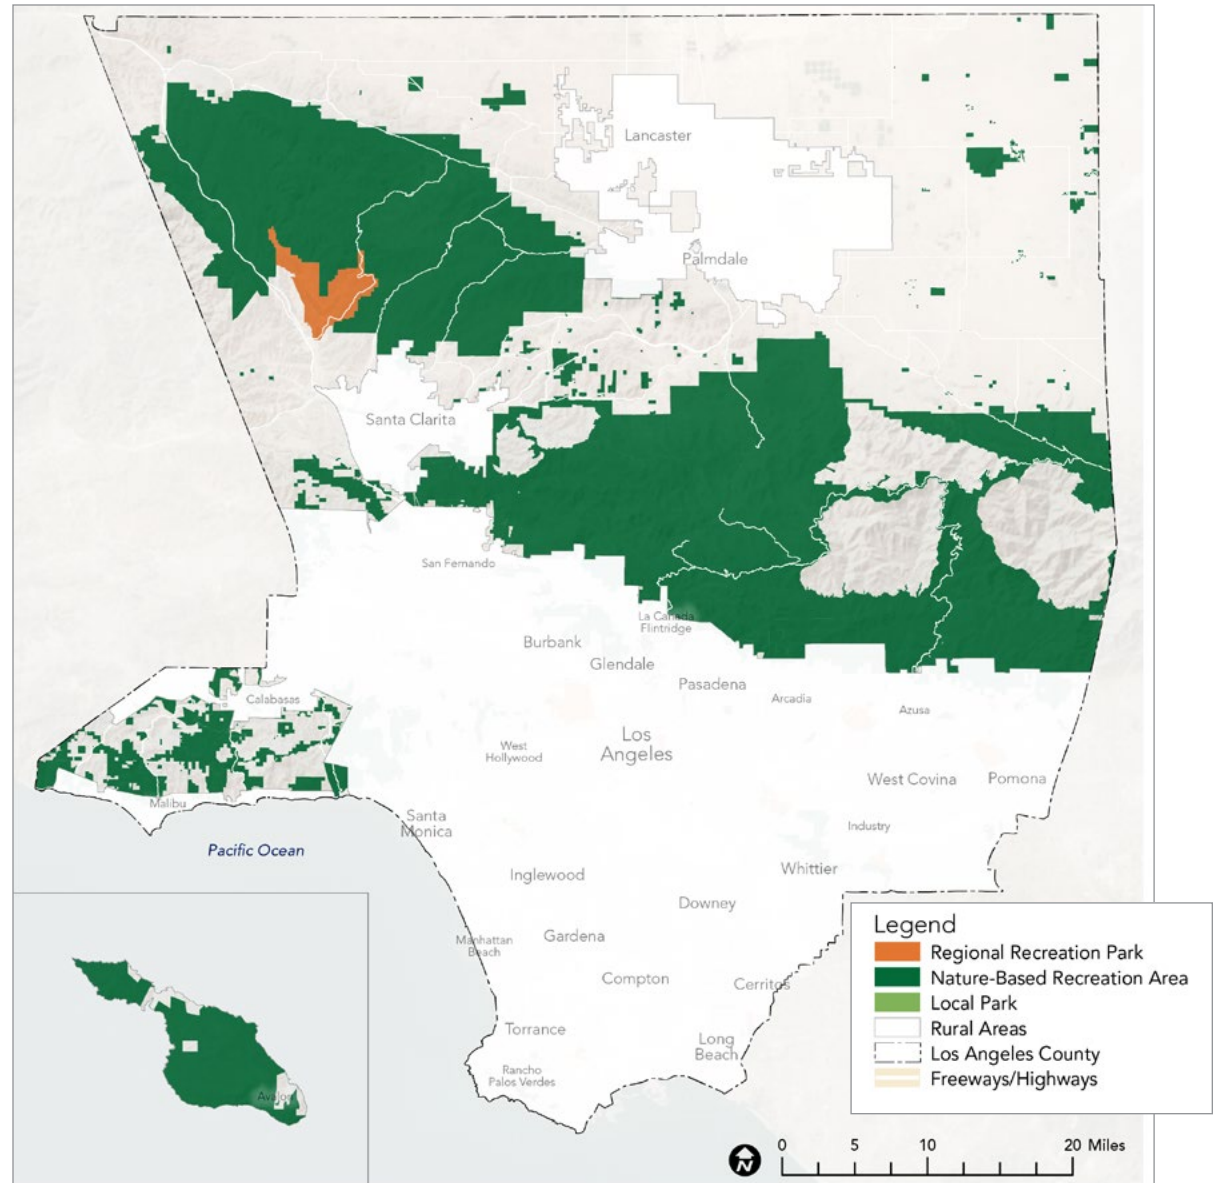 Lancaster
Palmdale
Santa Clarita
San Fernando
La Cañada
Flintridge
Burbank
Glendale
Pasadena
Arcadia
Azusa
Calabasas
West
Hollywood
Los
Angeles
West Covina
Pomona
Malibu
Santa
Monica
Industry
Pacific Ocean
Whittier
Inglewood
Downey
Gardena
Manhattan
Beach
Compton
Cerritos
Torrance
Long
Beach
Rancho
Palos Verdes
Avalon
Legend
Regional Recreation Park
Nature-Based Recreation Area
Local Park
Rural Areas
Los Angeles County
Freeways/Highways
N
0 5 10 20 Miles